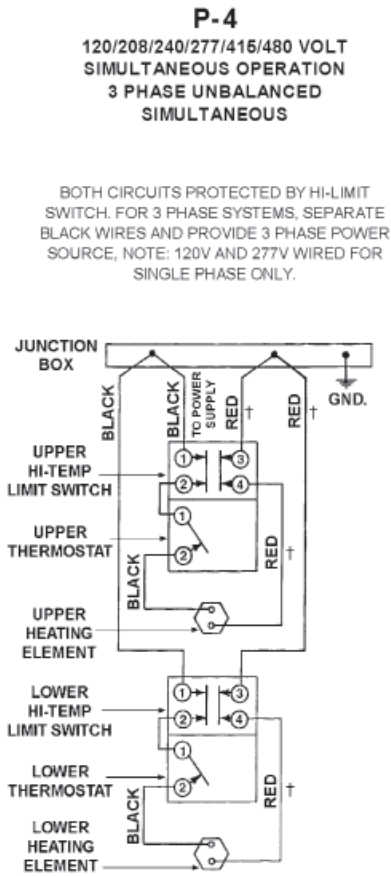 P-4
120/208/240/277/415/480 VOLT
SIMULTANEOUS OPERATION
3 PHASE UNBALANCED
SIMULTANEOUS
BOTH CIRCUITS PROTECTED BY HI-LIMIT
SWITCH. FOR 3 PHASE SYSTEMS, SEPARATE
BLACK WIRES AND PROVIDE 3 PHASE POWER
SOURCE, NOTE: 120V AND 277V WIRED FOR
SINGLE PHASE ONLY.
JUNCTION
BOX
BLACK
BLACK
TO POWER
SUPPLY
RED †
RED †
GND.
UPPER
HI-TEMP
LIMIT SWITCH
1
3
2
4
UPPER
THERMOSTAT
1
2
BLACK
RED †
UPPER
HEATING
ELEMENT
LOWER
HI-TEMP
LIMIT SWITCH
1
3
2
4
LOWER
THERMOSTAT
1
2
BLACK
RED †
LOWER
HEATING
ELEMENT